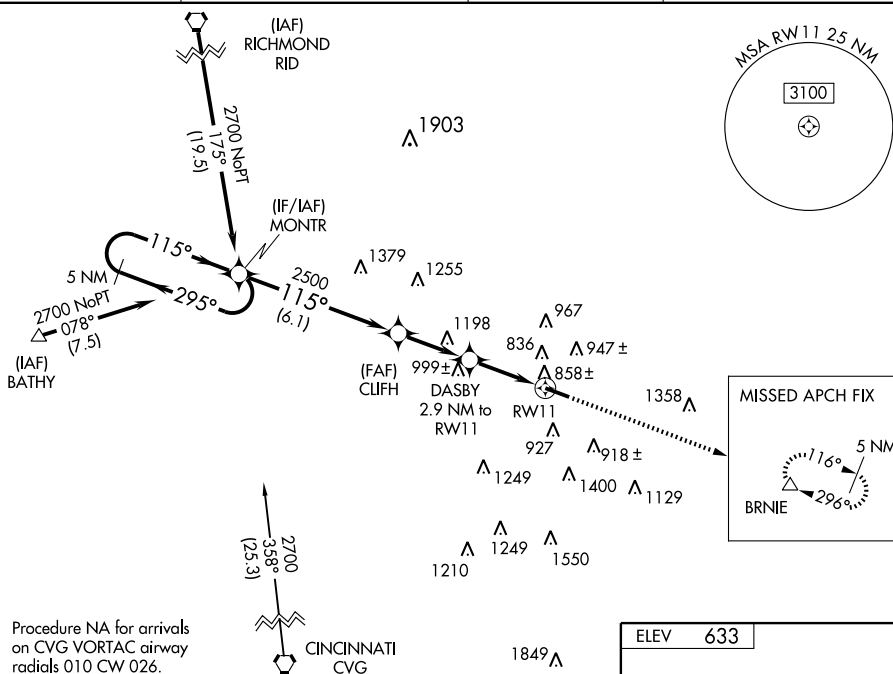 (IAF)
RICHMOND
RID
2700 NoPT
175°
(19.5)
1903
MSA RW11 25 NM
3100
(IF/IAF)
MONTR
115°
5 NM
295°
2700 NoPT
078°
(7.5)
(IAF)
BATHY
2500
115°
(6.1)
1379
1255
1198
999±
(FAF)
CLIFH
DASBY
2.9 NM to
RW11
967
836
947 ±
858±
RW11
1358
927
918 ±
1249
1400
1129
1249
1210
1550
MISSED APCH FIX
5 NM
116°
296°
BRNIE
2700
358°
(25.3)
CINCINNATI
CVG
Procedure NA for arrivals
on CVG VORTAC airway
radials 010 CW 026.
1849
ELEV 633